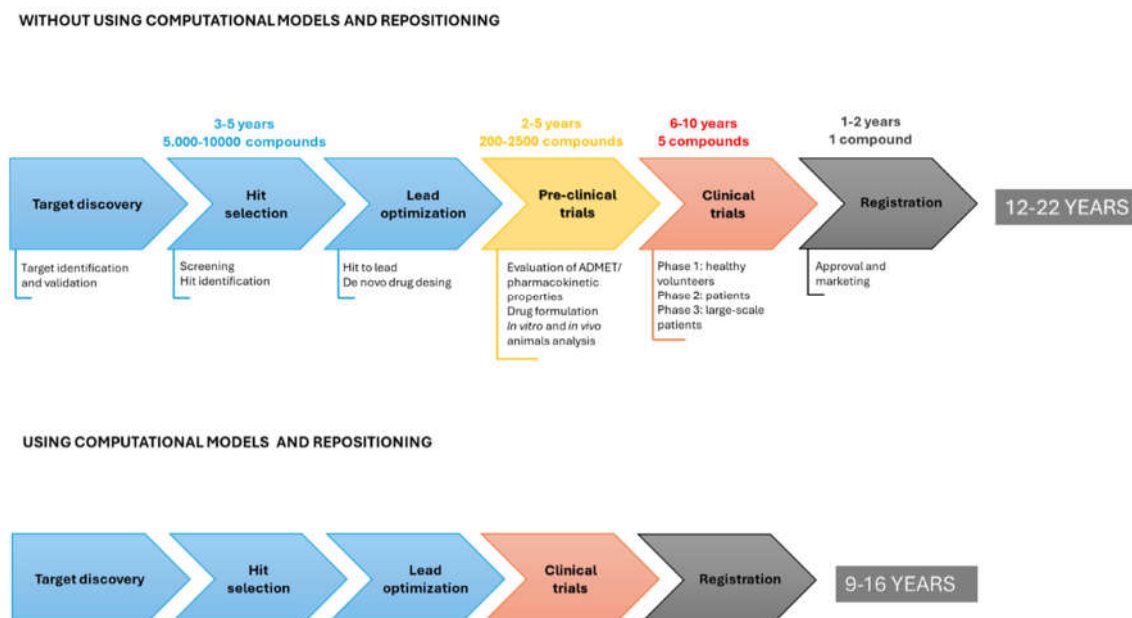 WITHOUT USING COMPUTATIONAL MODELS AND REPOSITIONING
3-5 years
5.000-10000 compounds
2-5 years
200-2500 compounds
6-10 years
5 compounds
1-2 years
1 compound
Target discovery
Hit
selection
Lead
optimization
Pre-clinical
trials
Clinical
trials
Registration
12-22 YEARS
Target identification
and validation
Screening
Hit identification
Hit to lead
De novo drug desing
Evaluation of ADMET/
pharmacokinetic
properties
Drug formulation
In vitro and in vivo
animals analysis
Phase 1: healthy
volunteers
Phase 2: patients
Phase 3: large-scale
patients
Approval and
marketing
USING COMPUTATIONAL MODELS AND REPOSITIONING
Target discovery
Hit
selection
Lead
optimization
Clinical
trials
Registration
9-16 YEARS